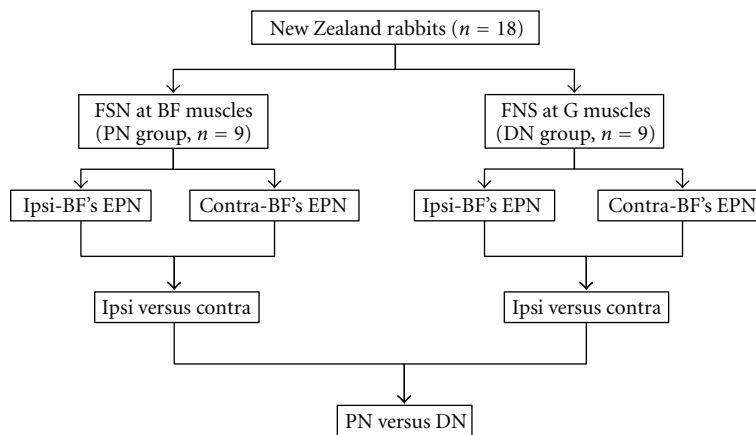 New Zealand rabbits (n = 18)
FSN at BF muscles
(PN group, n = 9)
FNS at G muscles
(DN group, n = 9)
Ipsi-BF's EPN
Contra-BF's EPN
Ipsi-BF's EPN
Contra-BF's EPN
Ipsi versus contra
Ipsi versus contra
PN versus DN